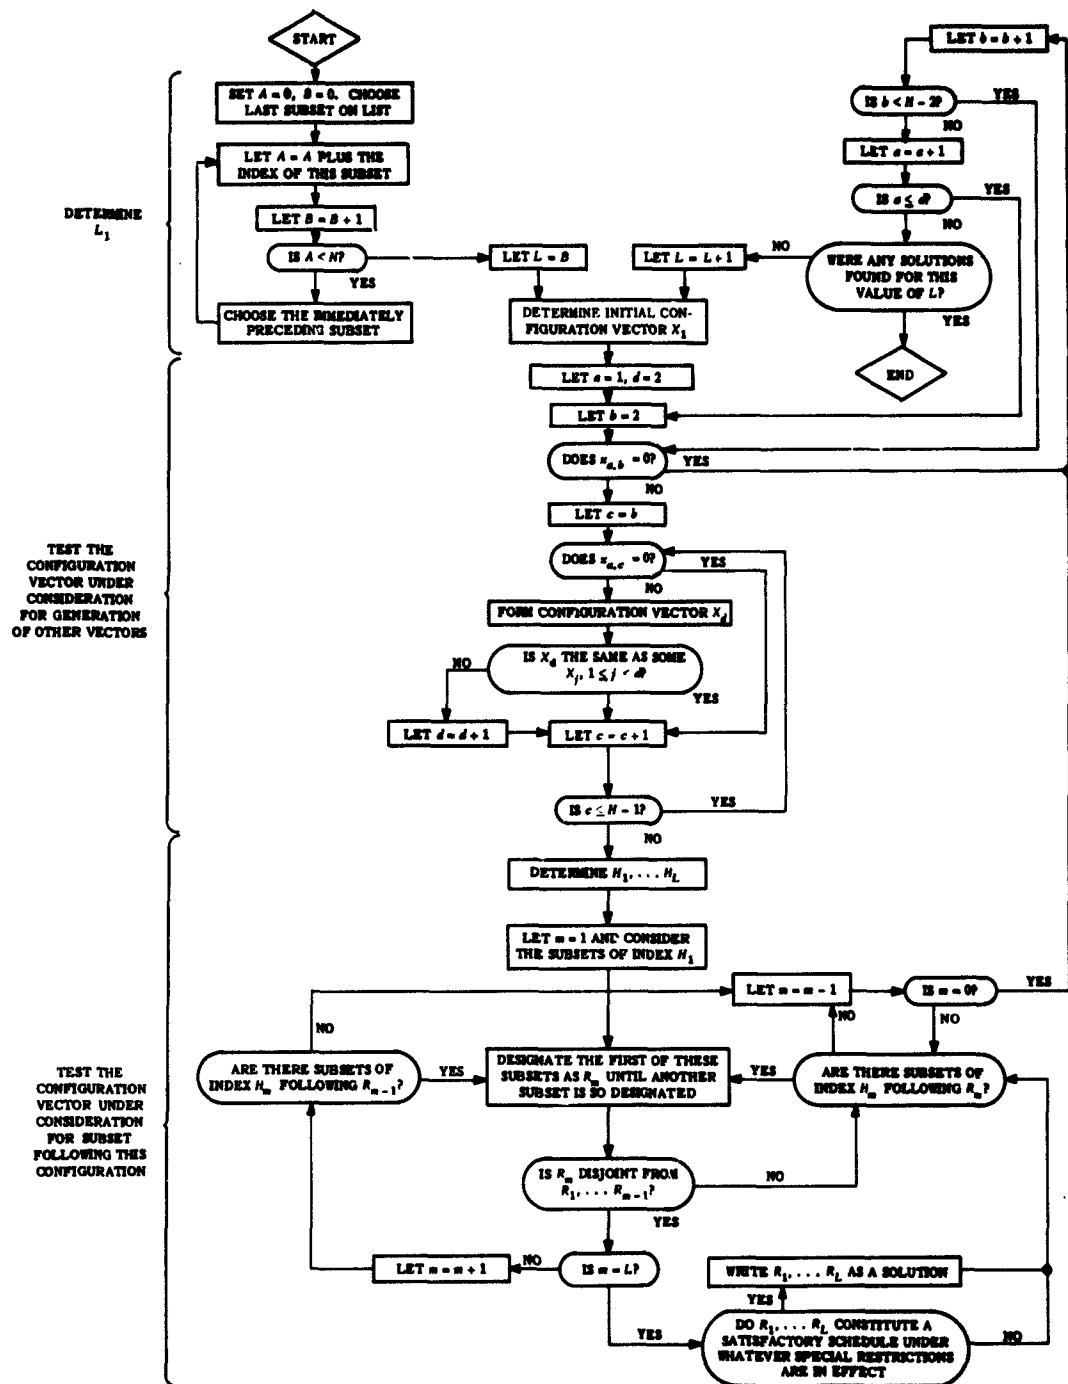 START
SET A = 0, B = 0. CHOOSE
LAST SUBSET ON LIST
LET A = A PLUS THE
INDEX OF THIS SUBSET
LET B = B + 1
IS A < N?
YES
CHOOSE THE IMMEDIATELY
PRECEDING SUBSET
DETERMINE
L1
LET b = b + 1
IS b < H - 2?
YES
NO
LET a = a + 1
IS a ≤ d?
YES
NO
WERE ANY SOLUTIONS
FOUND FOR THIS
VALUE OF L?
NO
YES
END
LET L = B
LET L = L + 1
DETERMINE INITIAL CON-
FIGURATION VECTOR X1
LET a = 1, d = 2
LET b = 2
DOES xa,b = 0?
YES
NO
LET c = b
DOES xa,c = 0?
YES
NO
FORM CONFIGURATION VECTOR Xd
IS Xd THE SAME AS SOME
Xj, 1 ≤ j < d?
NO
YES
LET d = d + 1
LET c = c + 1
IS c ≤ H - 1?
YES
NO
TEST THE
CONFIGURATION
VECTOR UNDER
CONSIDERATION
FOR GENERATION
OF OTHER VECTORS
DETERMINE H1, . . . HL
LET m = 1 AND CONSIDER
THE SUBSETS OF INDEX H1
LET m = m - 1
IS m = 0?
YES
NO
NO
NO
ARE THERE SUBSETS OF
INDEX Hm FOLLOWING Rm-1?
YES
DESIGNATE THE FIRST OF THESE
SUBSETS AS Rm UNTIL ANOTHER
SUBSET IS SO DESIGNATED
YES
ARE THERE SUBSETS OF
INDEX Hm FOLLOWING Rm?
IS Rm DISJOINT FROM
R1, . . . Rm-1?
NO
YES
LET m = m + 1
NO
IS m = L?
YES
WRITE R1, . . . RL AS A SOLUTION
YES
DO R1, . . . RL CONSTITUTE A
SATISFACTORY SCHEDULE UNDER
WHATEVER SPECIAL RESTRICTIONS
ARE IN EFFECT
NO
TEST THE
CONFIGURATION
VECTOR UNDER
CONSIDERATION
FOR SUBSET
FOLLOWING THIS
CONFIGURATION